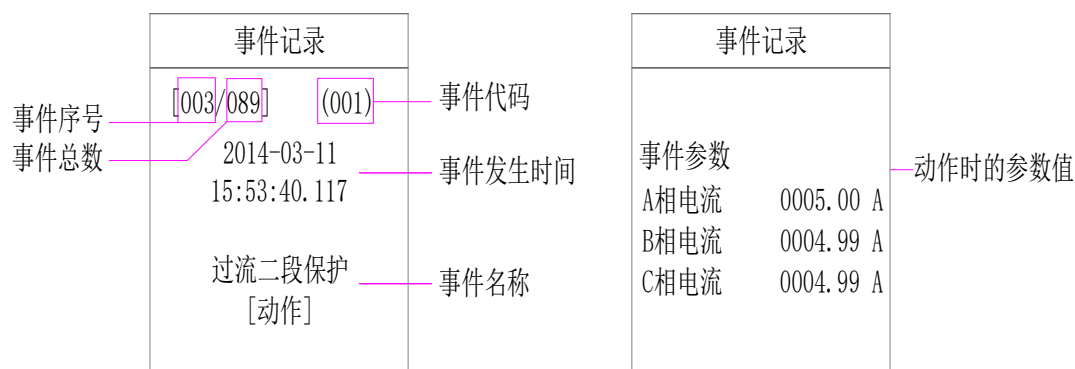 事件记录
[003/089] (001)
事件序号
事件总数
事件代码
2014-03-11
15:53:40.117
事件发生时间
过流二段保护
[动作]
事件名称
事件记录
事件参数
A相电流 0005.00 A
B相电流 0004.99 A
C相电流 0004.99 A
动作时的参数值